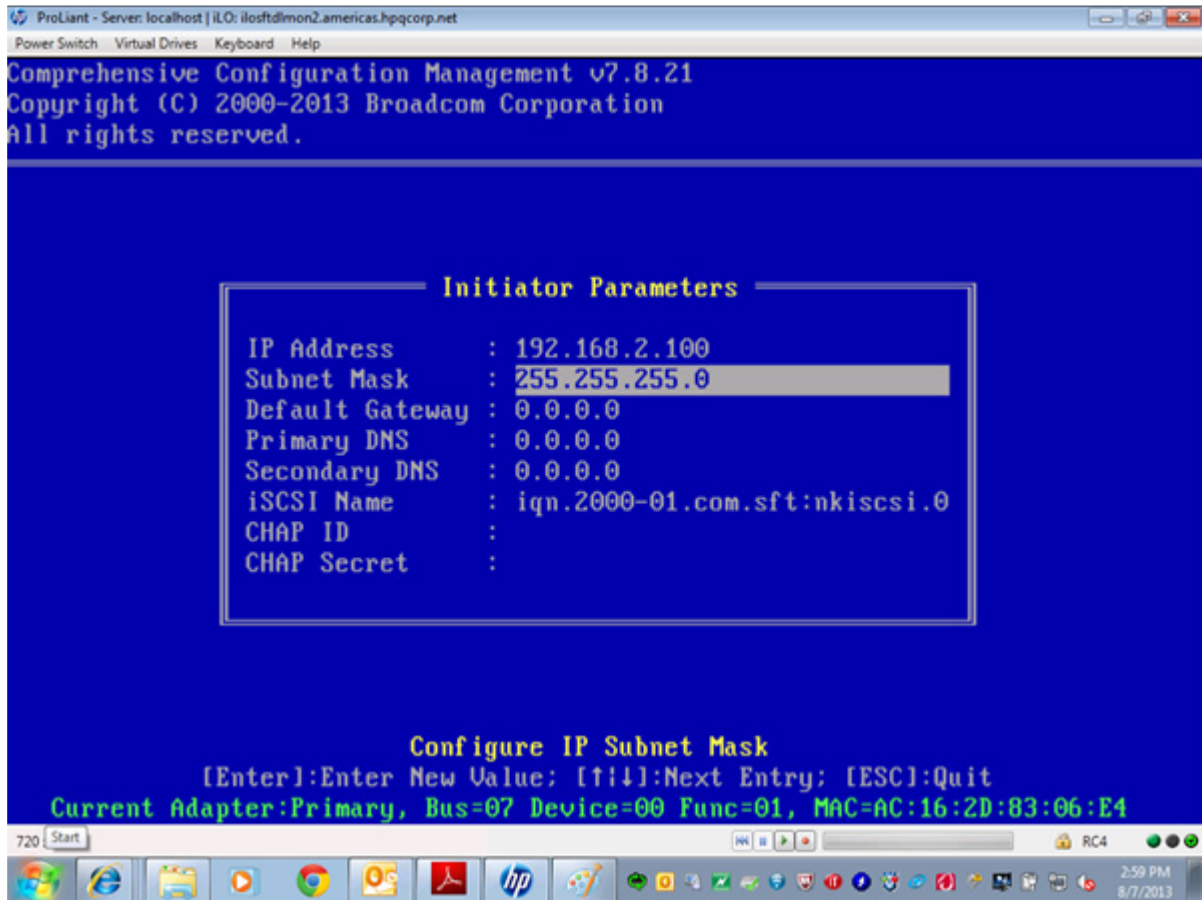 ProLiant - Server: localhost | iLO: ilosftdlmon2.americas.hpqcorp.net
Power Switch Virtual Drives Keyboard Help
Comprehensive Configuration Management v7.8.21
Copyright (C) 2000-2013 Broadcom Corporation
All rights reserved.
Initiator Parameters
IP Address : 192.168.2.100
Subnet Mask : 255.255.255.0
Default Gateway : 0.0.0.0
Primary DNS : 0.0.0.0
Secondary DNS : 0.0.0.0
iSCSI Name : iqn.2000-01.com.sft:nkiscsi.0
CHAP ID :
CHAP Secret :
Configure IP Subnet Mask
[Enter]:Enter New Value; [↑¦↓]:Next Entry; [ESC]:Quit
Current Adapter:Primary, Bus=07 Device=00 Func=01, MAC=AC:16:2D:83:06:E4
720 Start RC4
hp 2:59 PM
8/7/2013